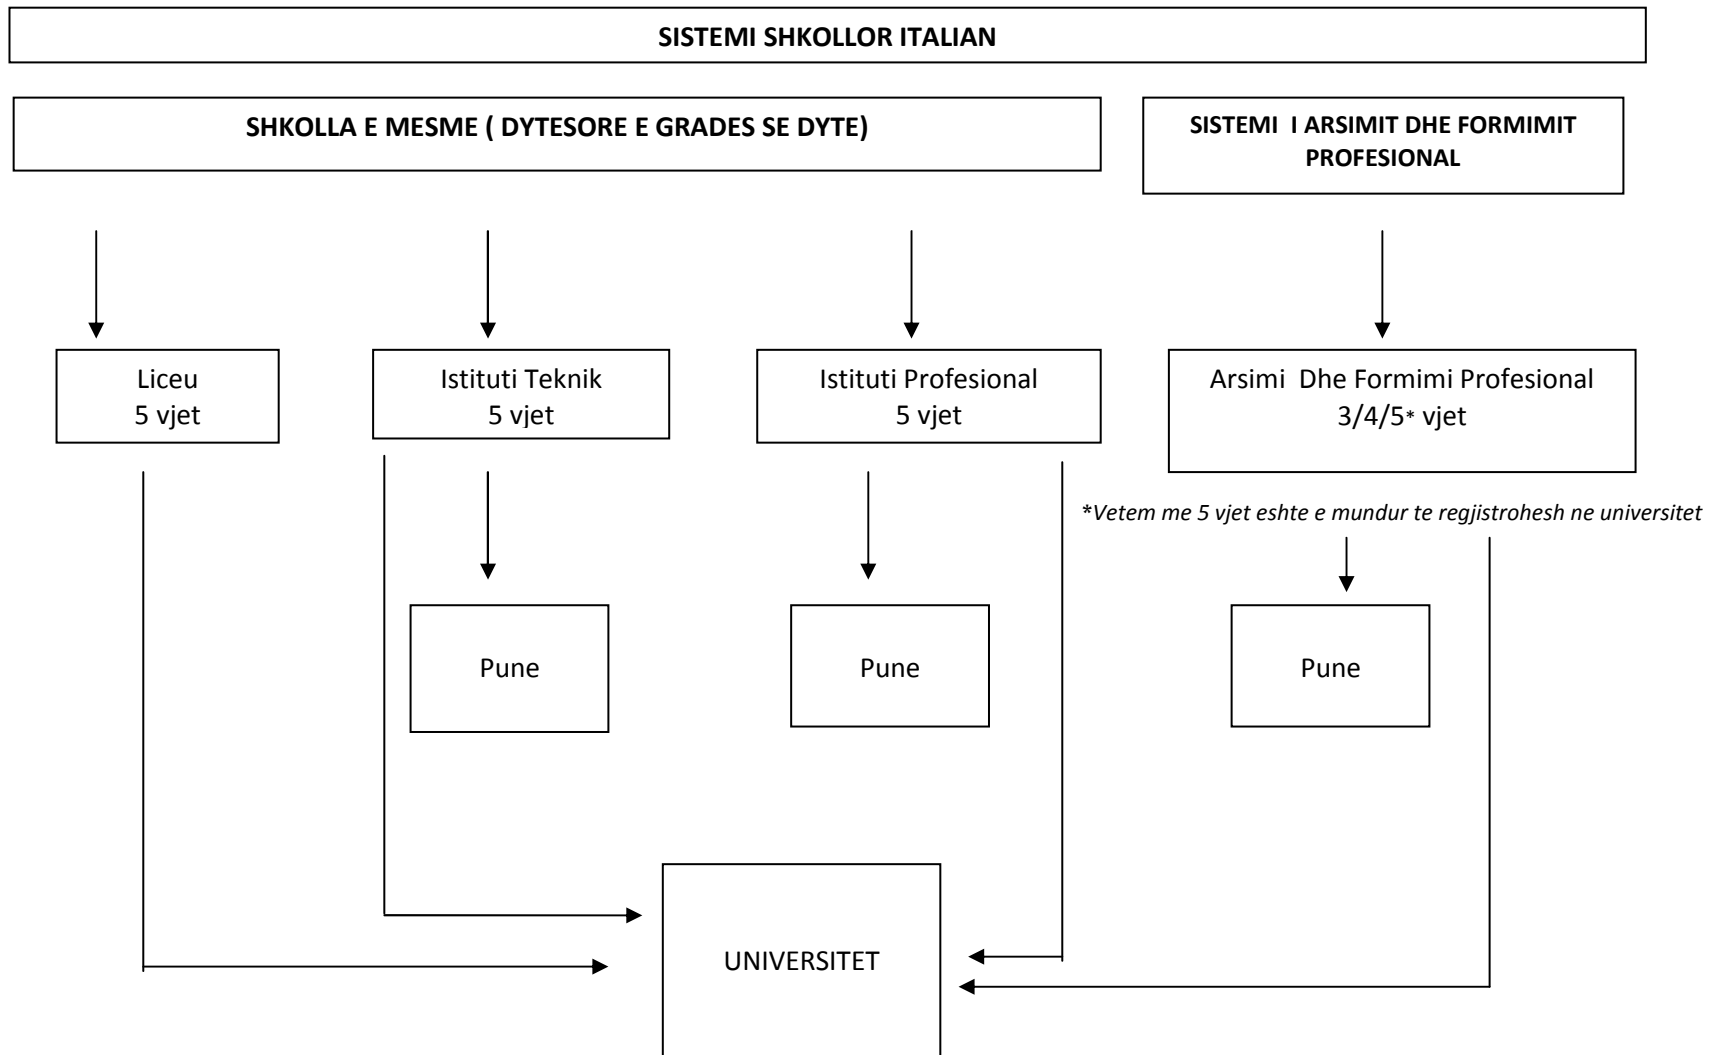 SISTEMI SHKOLLOR ITALIAN
SHKOLLA E MESME ( DYTESORE E GRADES SE DYTE)
SISTEMI I ARSIMIT DHE FORMIMIT
PROFESIONAL
Liceu
5 vjet
Istituti Teknik
5 vjet
Istituti Profesional
5 vjet
Arsimi Dhe Formimi Profesional
3/4/5* vjet
*Vetem me 5 vjet eshte e mundur te regjistrohesh ne universitet
Pune
Pune
Pune
UNIVERSITET